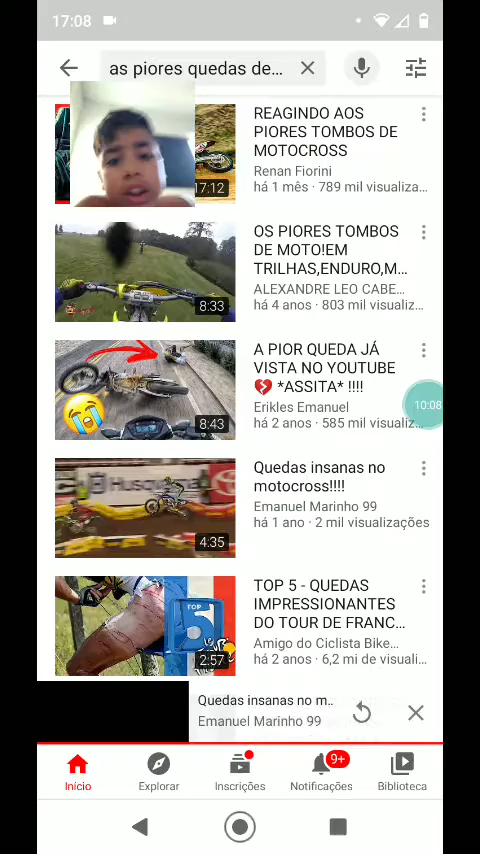 17:08
as piores quedas de...
REAGINDO AOS
PIORES TOMBOS DE
MOTOCROSS
Renan Fiorini
há 1 mês · 789 mil visualiza...
17:12
OS PIORES TOMBOS
DE MOTO!EM
TRILHAS,ENDURO,M...
ALEXANDRE LEO CABE...
há 4 anos · 803 mil visualiz...
8:33
A PIOR QUEDA JÁ
VISTA NO YOUTUBE
💔 *ASSITA* !!!!
Erikles Emanuel
há 2 anos · 585 mil visualiz...
8:43
10:08
Quedas insanas no
motocross!!!!
Emanuel Marinho 99
há 1 ano · 2 mil visualizações
Husqvarna
4:35
TOP 5 - QUEDAS
IMPRESSIONANTES
DO TOUR DE FRANC...
Amigo do Ciclista Bike...
há 2 anos · 6,2 mi de visuali...
TOP
5
2:57
Quedas insanas no m..
Emanuel Marinho 99
9+
Início
Explorar
Inscrições
Notificações
Biblioteca